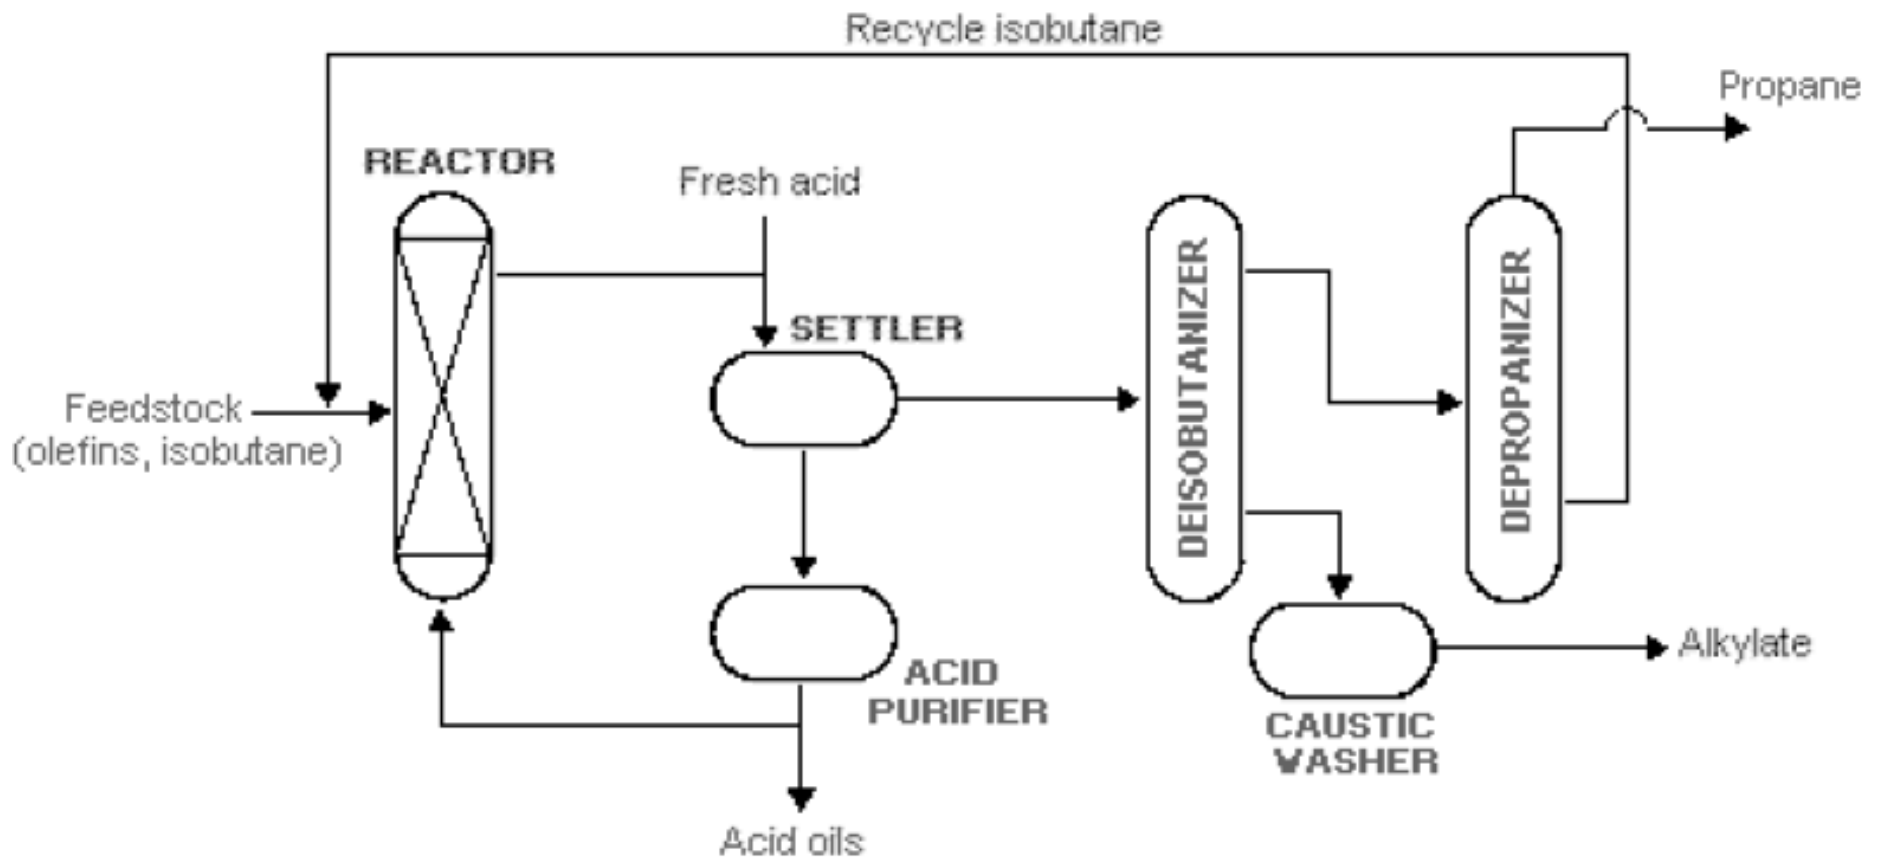 Recycle isobutane
Propane
REACTOR
Fresh acid
SETTLER
Feedstock
(olefins, isobutane)
DEISOBUTANIZER
DEPROPANIZER
ACID
PURIFIER
Alkylate
CAUSTIC
WASHER
Acid oils